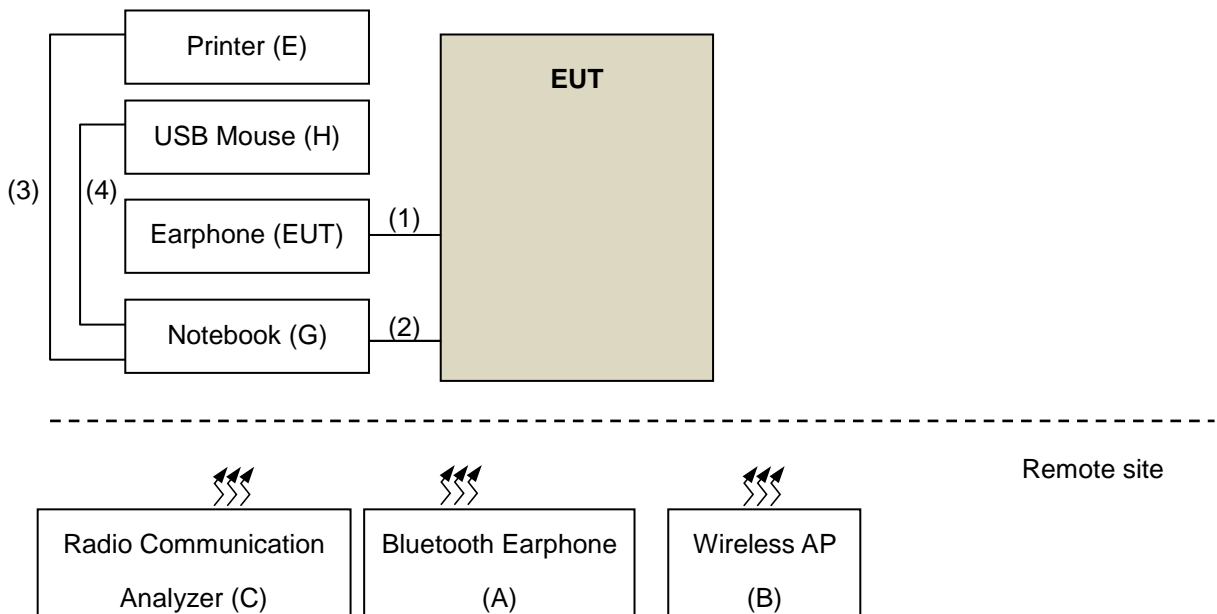 Printer (E)
EUT
USB Mouse (H)
(3)
(4)
Earphone (EUT)
(1)
Notebook (G)
(2)
Remote site
Radio Communication
Analyzer (C)
Bluetooth Earphone
(A)
Wireless AP
(B)